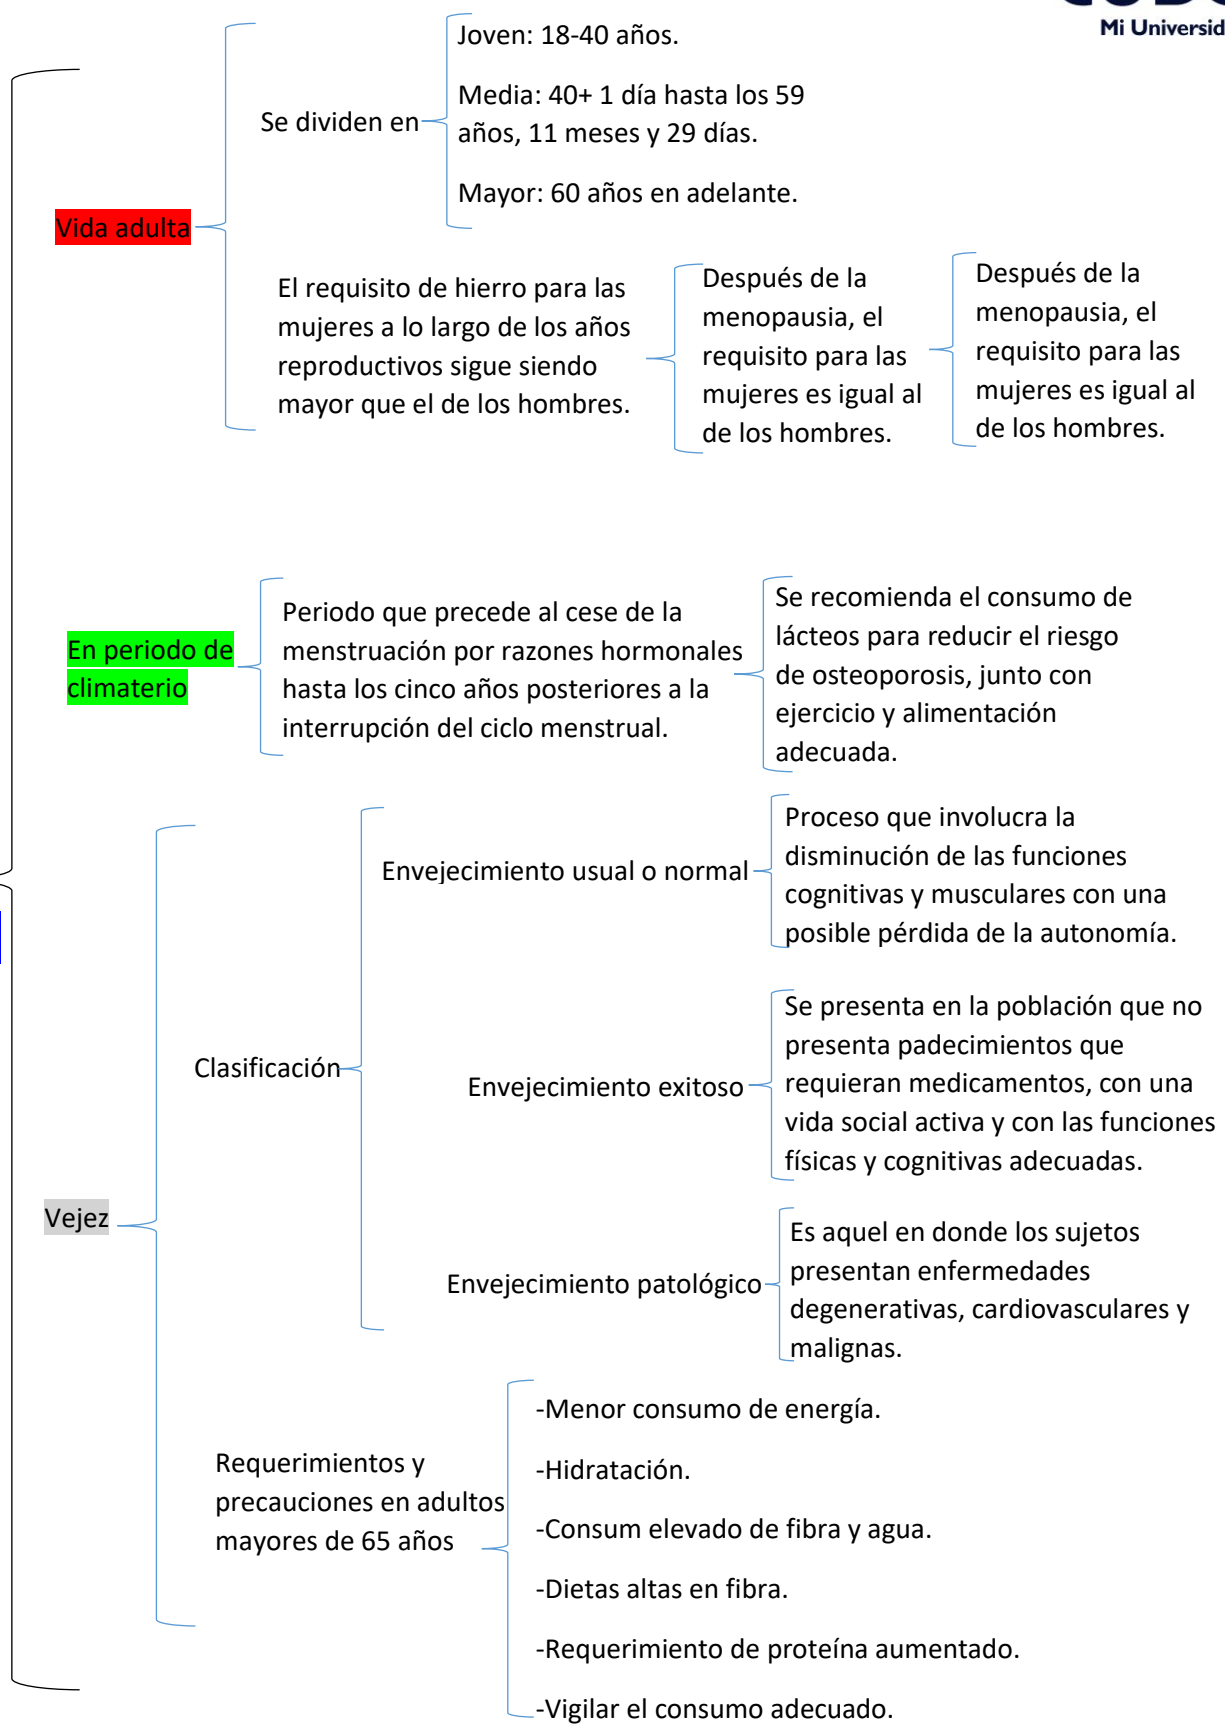 Mi Universid
Joven: 18-40 años.
Media: 40+ 1 día hasta los 59
años, 11 meses y 29 días.
Mayor: 60 años en adelante.
Se dividen en
Vida adulta
El requisito de hierro para las
mujeres a lo largo de los años
reproductivos sigue siendo
mayor que el de los hombres.
Después de la
menopausia, el
requisito para las
mujeres es igual al
de los hombres.
Después de la
menopausia, el
requisito para las
mujeres es igual al
de los hombres.
En periodo de
climaterio
Periodo que precede al cese de la
menstruación por razones hormonales
hasta los cinco años posteriores a la
interrupción del ciclo menstrual.
Se recomienda el consumo de
lácteos para reducir el riesgo
de osteoporosis, junto con
ejercicio y alimentación
adecuada.
Vejez
Clasificación
Envejecimiento usual o normal
Proceso que involucra la
disminución de las funciones
cognitivas y musculares con una
posible pérdida de la autonomía.
Envejecimiento exitoso
Se presenta en la población que no
presenta padecimientos que
requieran medicamentos, con una
vida social activa y con las funciones
físicas y cognitivas adecuadas.
Envejecimiento patológico
Es aquel en donde los sujetos
presentan enfermedades
degenerativas, cardiovasculares y
malignas.
Requerimientos y
precauciones en adultos
mayores de 65 años
-Menor consumo de energía.
-Hidratación.
-Consum elevado de fibra y agua.
-Dietas altas en fibra.
-Requerimiento de proteína aumentado.
-Vigilar el consumo adecuado.